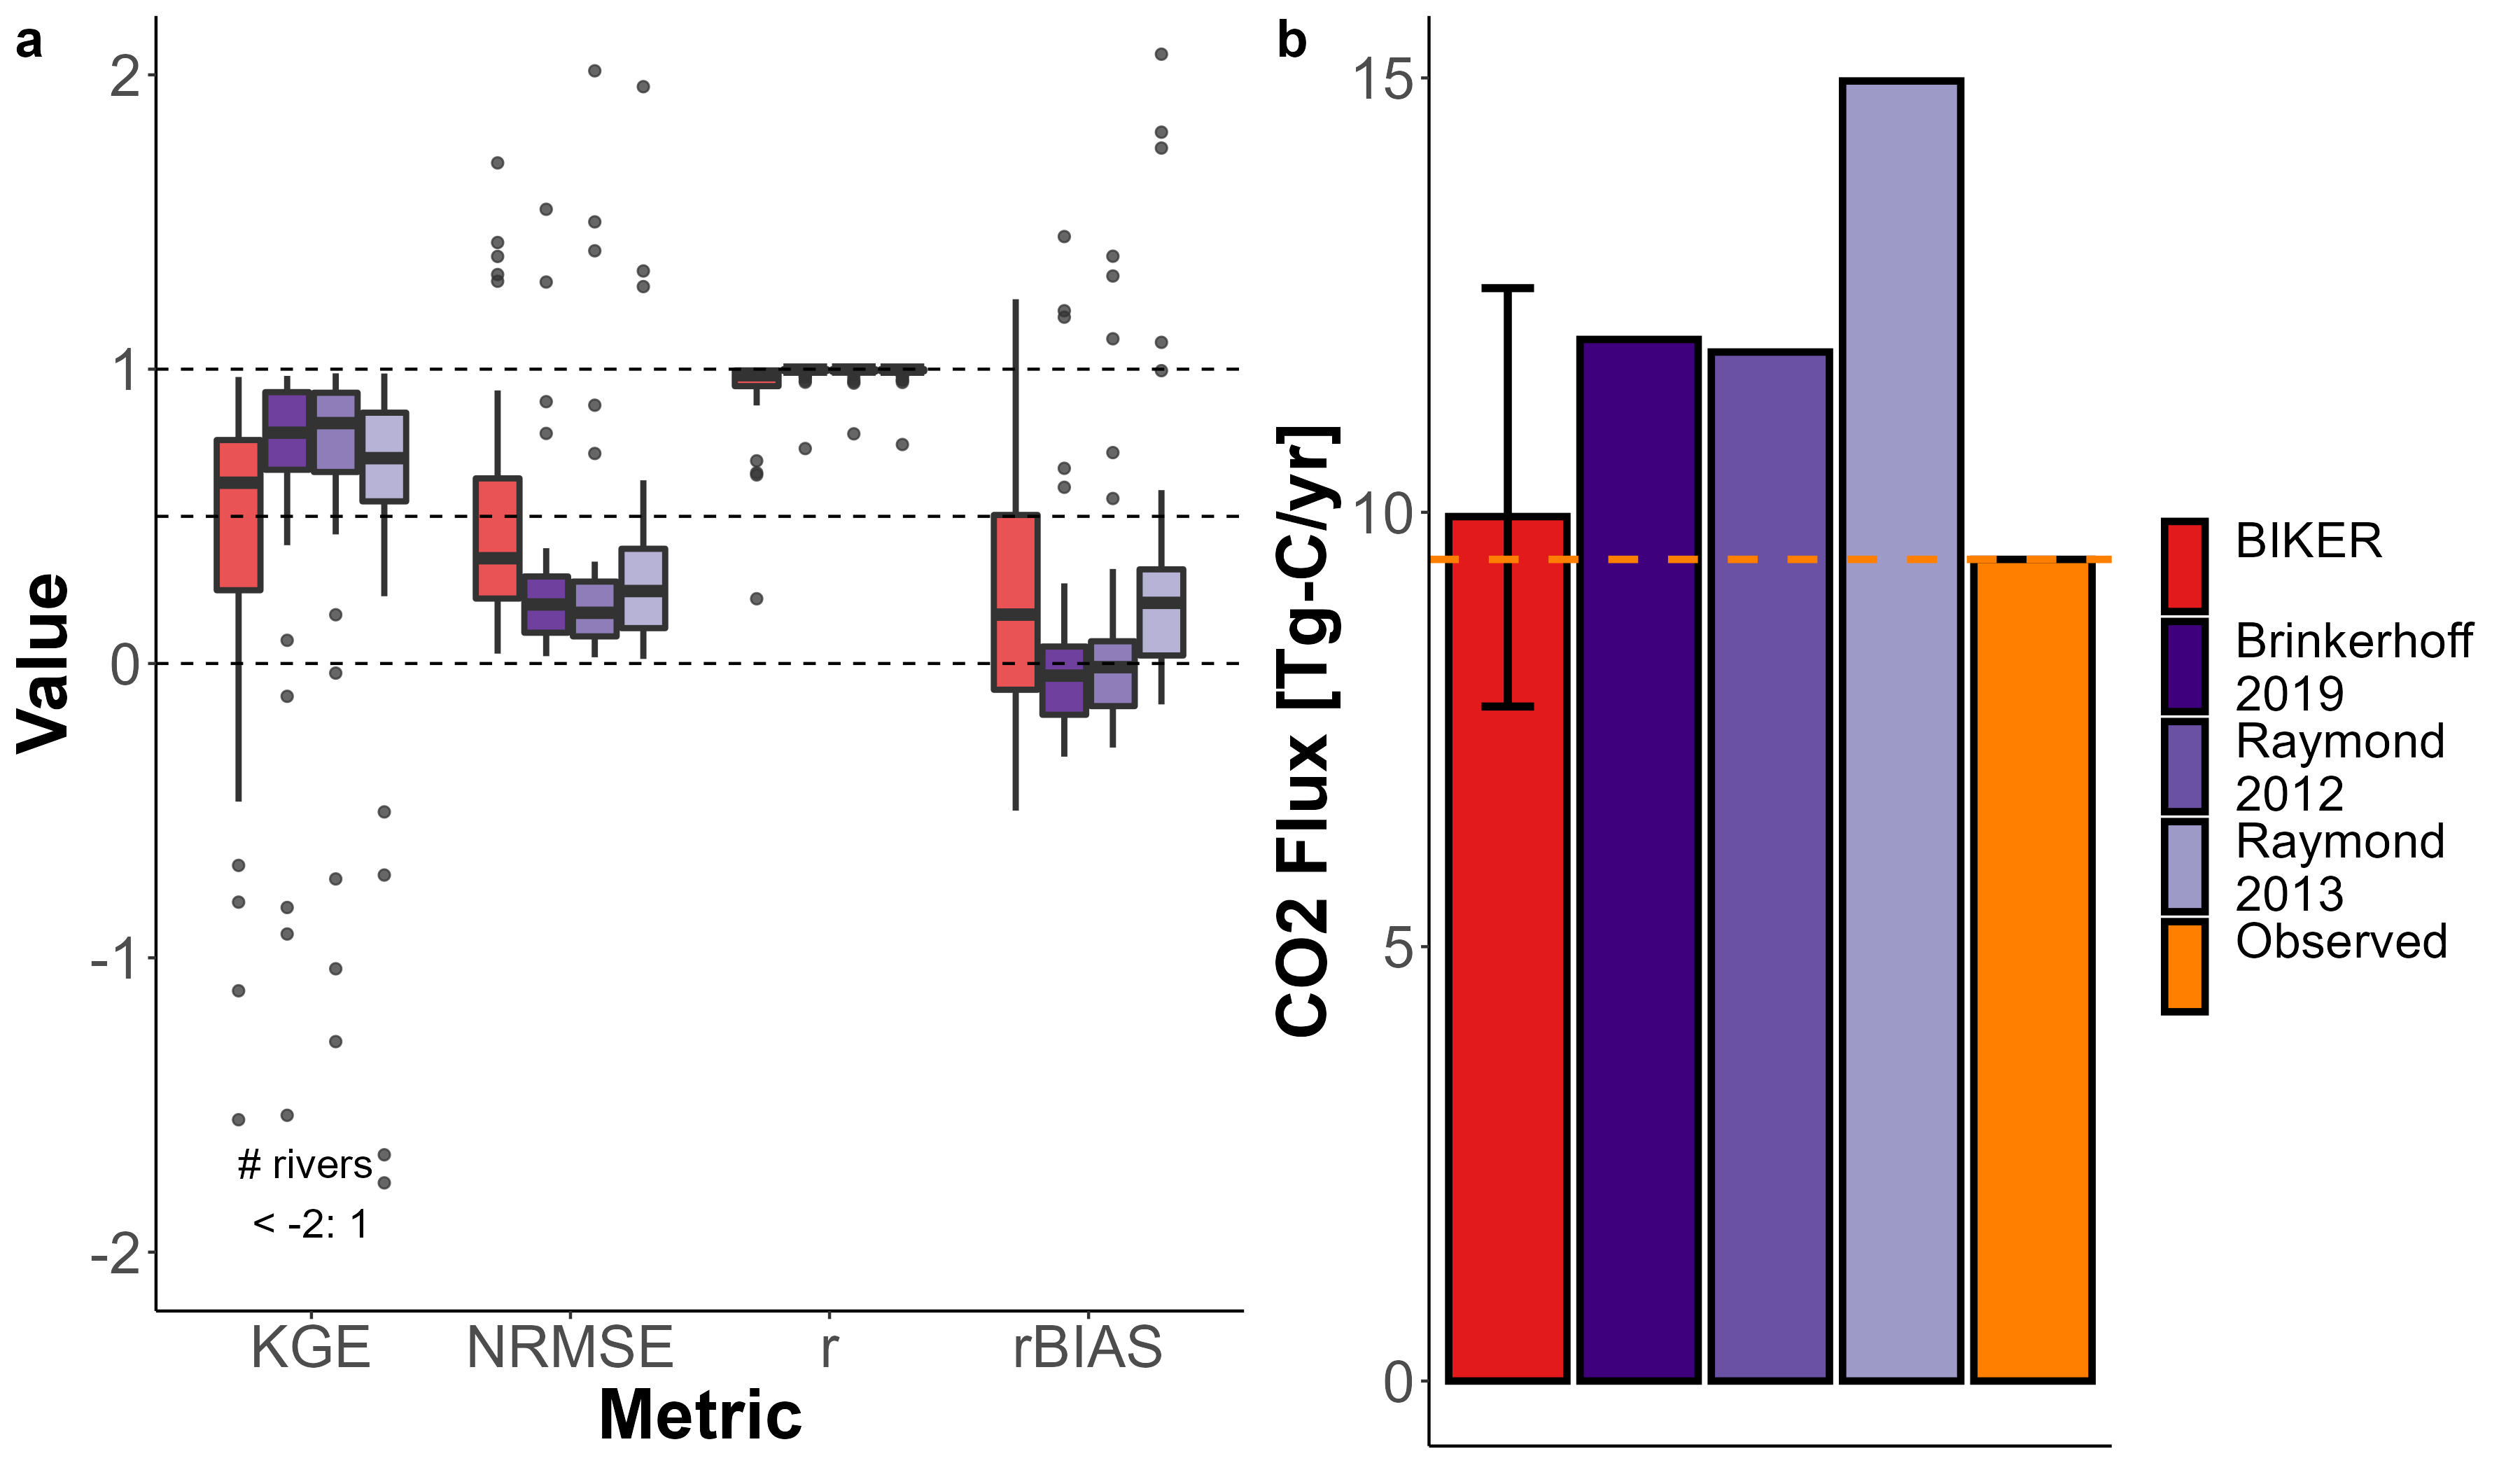 a
Value
2
1
0
-1
-2
# rivers
< -2: 1
KGE NRMSE r rBIAS
Metric
b
CO2 Flux [Tg-C/yr]
15
10
5
0
BIKER
Brinkerhoff
2019
Raymond
2012
Raymond
2013
Observed